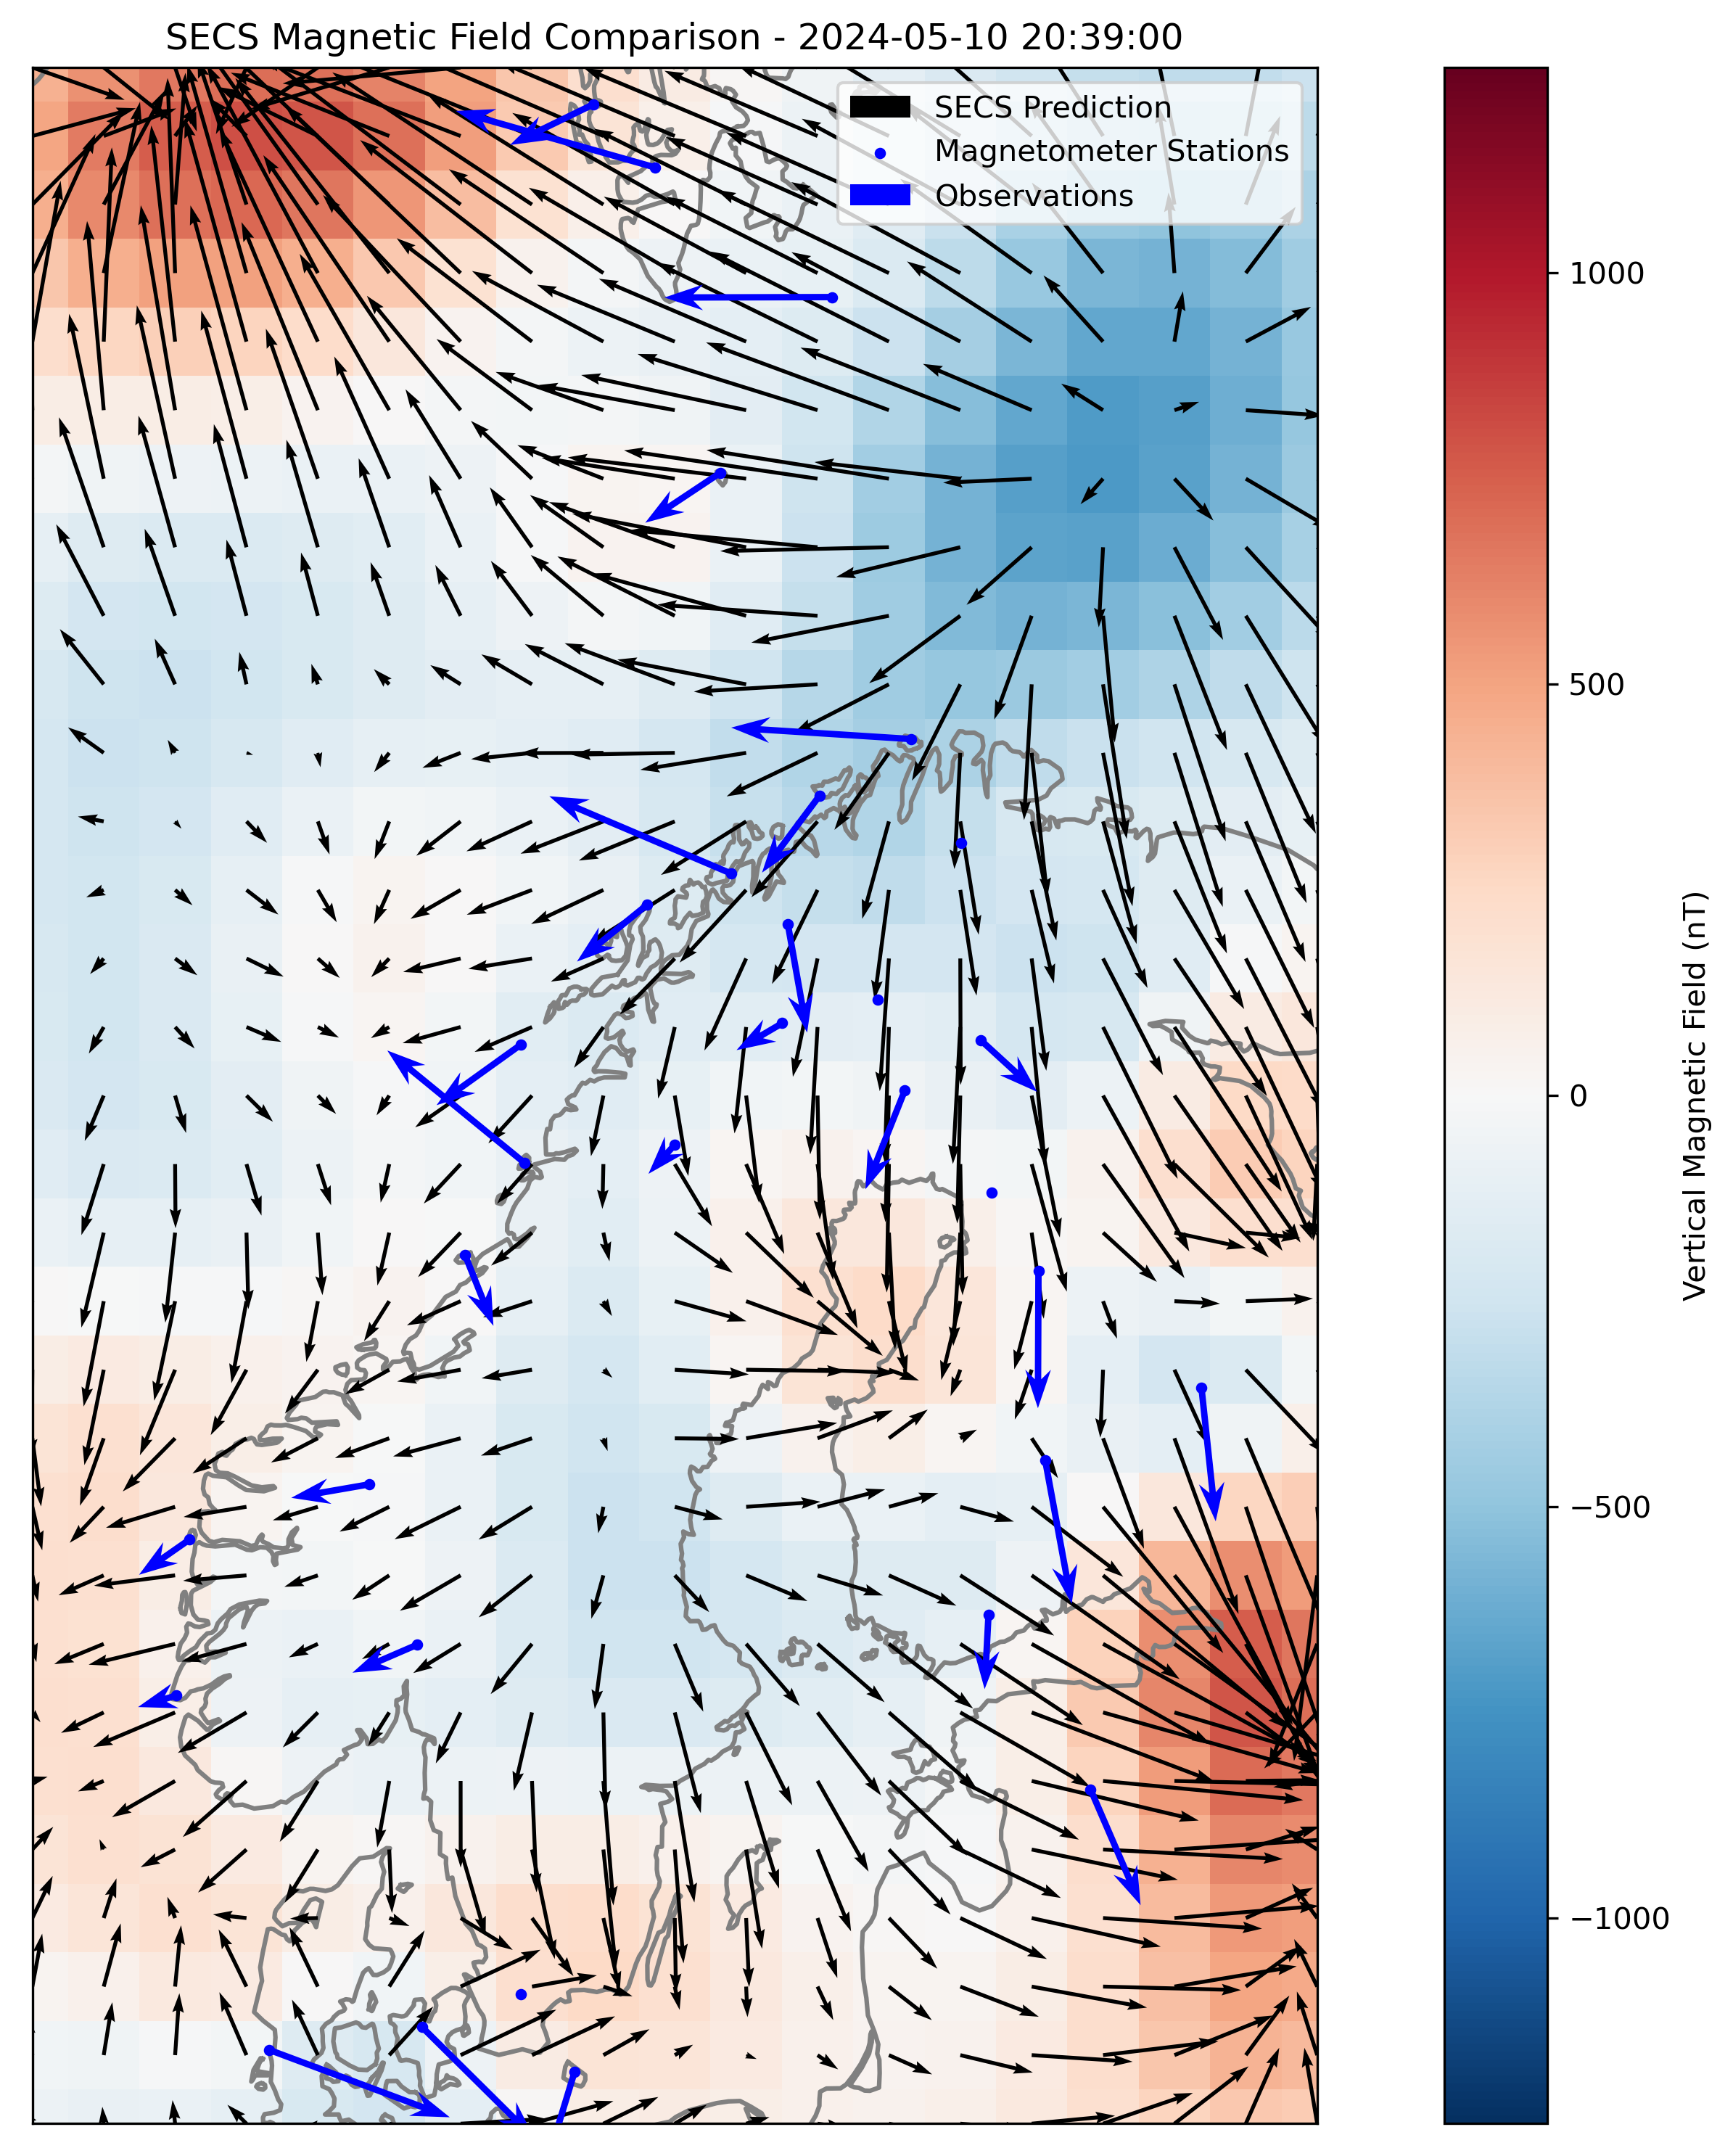 SECS Magnetic Field Comparison - 2024-05-10 20:39:00
SECS Prediction
Magnetometer Stations
Observations
1000
500
0
−500
−1000
Vertical Magnetic Field (nT)